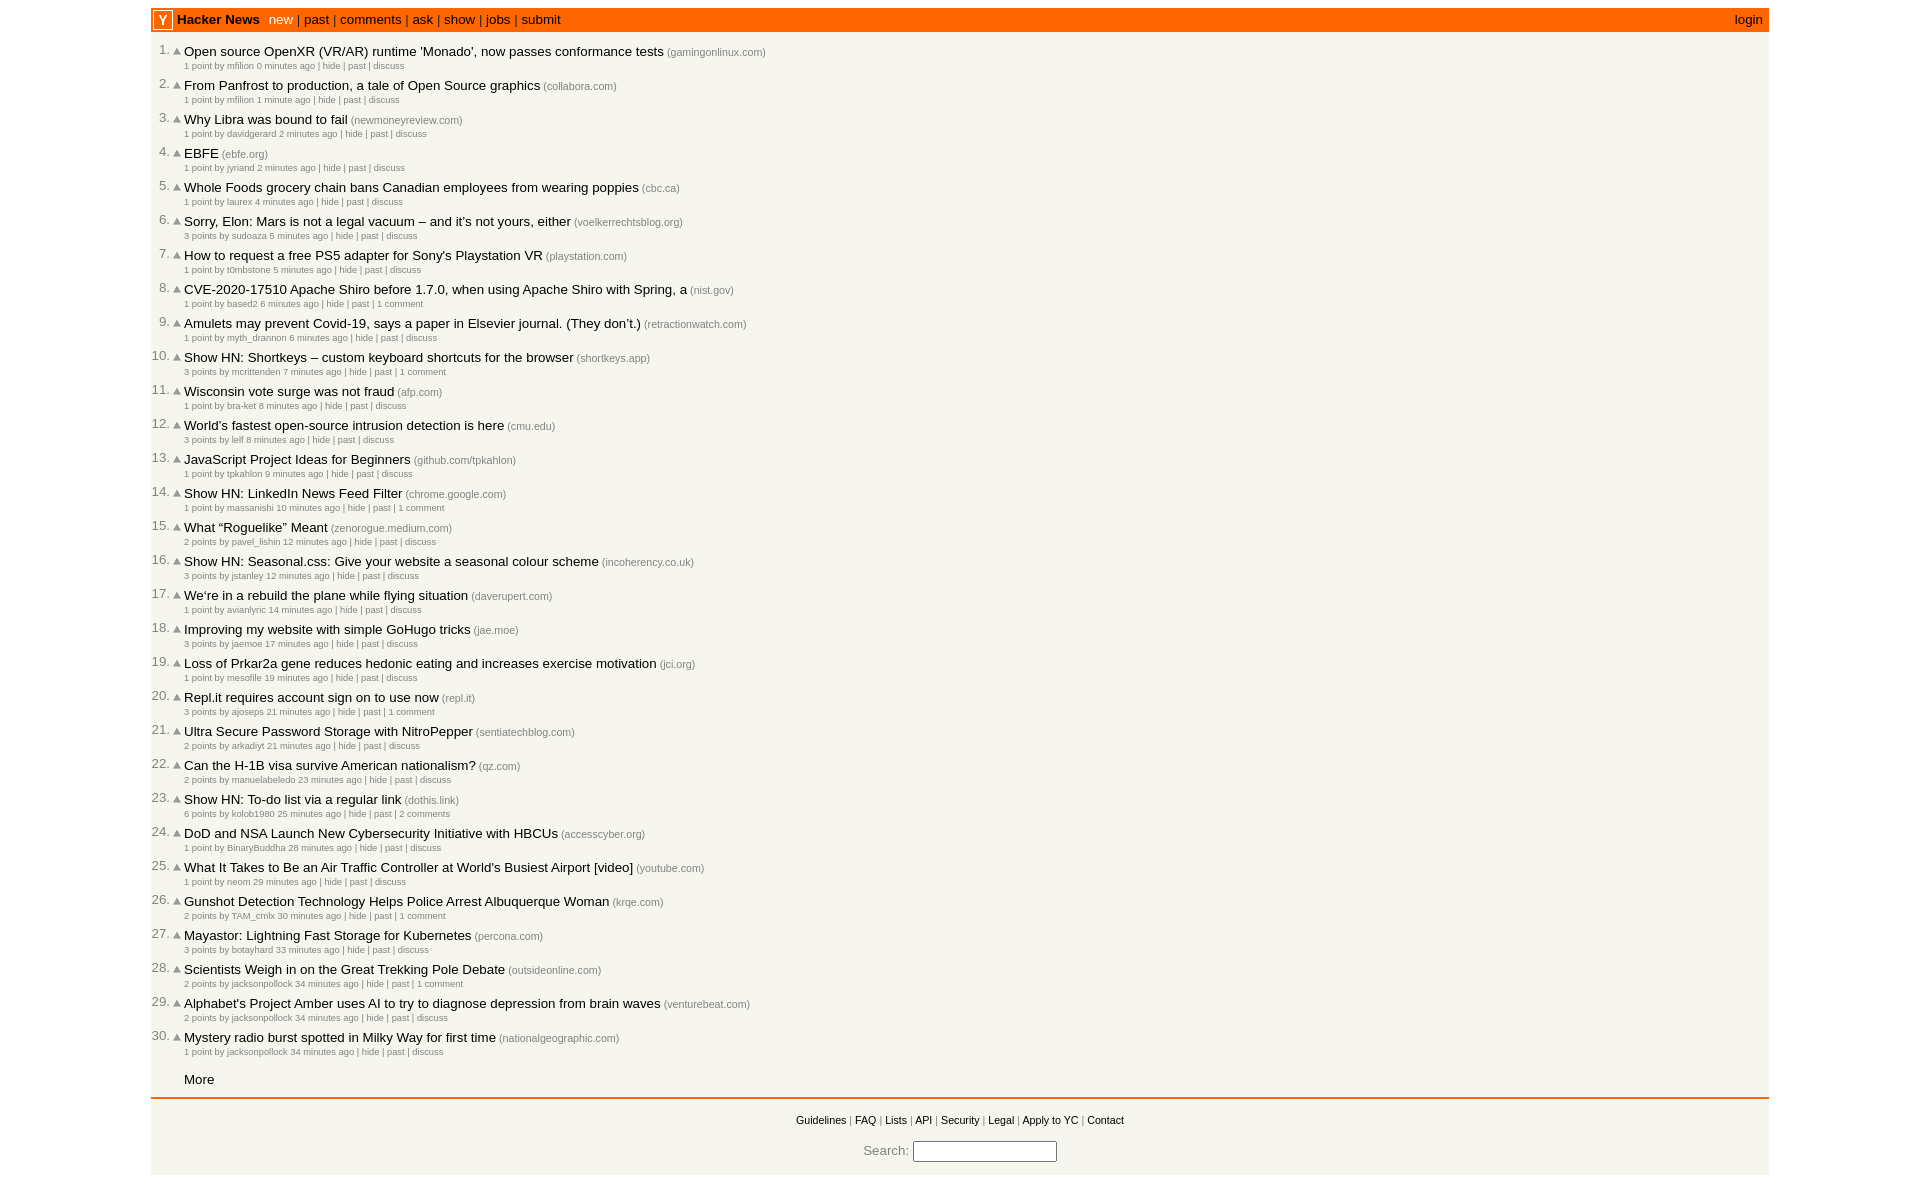 Y Hacker News new | past | comments | ask | show | jobs | submit login
1. Open source OpenXR (VR/AR) runtime 'Monado', now passes conformance tests (gamingonlinux.com)
1 point by mfilion 0 minutes ago | hide | past | discuss
2. From Panfrost to production, a tale of Open Source graphics (collabora.com)
1 point by mfilion 1 minute ago | hide | past | discuss
3. Why Libra was bound to fail (newmoneyreview.com)
1 point by davidgerard 2 minutes ago | hide | past | discuss
4. EBFE (ebfe.org)
1 point by jyriand 2 minutes ago | hide | past | discuss
5. Whole Foods grocery chain bans Canadian employees from wearing poppies (cbc.ca)
1 point by laurex 4 minutes ago | hide | past | discuss
6. Sorry, Elon: Mars is not a legal vacuum – and it’s not yours, either (voelkerrechtsblog.org)
3 points by sudoaza 5 minutes ago | hide | past | discuss
7. How to request a free PS5 adapter for Sony's Playstation VR (playstation.com)
1 point by t0mbstone 5 minutes ago | hide | past | discuss
8. CVE-2020-17510 Apache Shiro before 1.7.0, when using Apache Shiro with Spring, a (nist.gov)
1 point by based2 6 minutes ago | hide | past | 1 comment
9. Amulets may prevent Covid-19, says a paper in Elsevier journal. (They don’t.) (retractionwatch.com)
1 point by myth_drannon 6 minutes ago | hide | past | discuss
10. Show HN: Shortkeys – custom keyboard shortcuts for the browser (shortkeys.app)
3 points by mcrittenden 7 minutes ago | hide | past | 1 comment
11. Wisconsin vote surge was not fraud (afp.com)
1 point by bra-ket 8 minutes ago | hide | past | discuss
12. World’s fastest open-source intrusion detection is here (cmu.edu)
3 points by lelf 8 minutes ago | hide | past | discuss
13. JavaScript Project Ideas for Beginners (github.com/tpkahlon)
1 point by tpkahlon 9 minutes ago | hide | past | discuss
14. Show HN: LinkedIn News Feed Filter (chrome.google.com)
1 point by massanishi 10 minutes ago | hide | past | 1 comment
15. What “Roguelike” Meant (zenorogue.medium.com)
2 points by pavel_lishin 12 minutes ago | hide | past | discuss
16. Show HN: Seasonal.css: Give your website a seasonal colour scheme (incoherency.co.uk)
3 points by jstanley 12 minutes ago | hide | past | discuss
17. We‘re in a rebuild the plane while flying situation (daverupert.com)
1 point by avianlyric 14 minutes ago | hide | past | discuss
18. Improving my website with simple GoHugo tricks (jae.moe)
3 points by jaemoe 17 minutes ago | hide | past | discuss
19. Loss of Prkar2a gene reduces hedonic eating and increases exercise motivation (jci.org)
1 point by mesofile 19 minutes ago | hide | past | discuss
20. Repl.it requires account sign on to use now (repl.it)
3 points by ajoseps 21 minutes ago | hide | past | 1 comment
21. Ultra Secure Password Storage with NitroPepper (sentiatechblog.com)
2 points by arkadiyt 21 minutes ago | hide | past | discuss
22. Can the H-1B visa survive American nationalism? (qz.com)
2 points by manuelabeledo 23 minutes ago | hide | past | discuss
23. Show HN: To-do list via a regular link (dothis.link)
6 points by kolob1980 25 minutes ago | hide | past | 2 comments
24. DoD and NSA Launch New Cybersecurity Initiative with HBCUs (accesscyber.org)
1 point by BinaryBuddha 28 minutes ago | hide | past | discuss
25. What It Takes to Be an Air Traffic Controller at World's Busiest Airport [video] (youtube.com)
1 point by neom 29 minutes ago | hide | past | discuss
26. Gunshot Detection Technology Helps Police Arrest Albuquerque Woman (krqe.com)
2 points by TAM_cmlx 30 minutes ago | hide | past | 1 comment
27. Mayastor: Lightning Fast Storage for Kubernetes (percona.com)
3 points by botayhard 33 minutes ago | hide | past | discuss
28. Scientists Weigh in on the Great Trekking Pole Debate (outsideonline.com)
2 points by jacksonpollock 34 minutes ago | hide | past | 1 comment
29. Alphabet's Project Amber uses AI to try to diagnose depression from brain waves (venturebeat.com)
2 points by jacksonpollock 34 minutes ago | hide | past | discuss
30. Mystery radio burst spotted in Milky Way for first time (nationalgeographic.com)
1 point by jacksonpollock 34 minutes ago | hide | past | discuss
More
Guidelines | FAQ | Lists | API | Security | Legal | Apply to YC | Contact
Search: